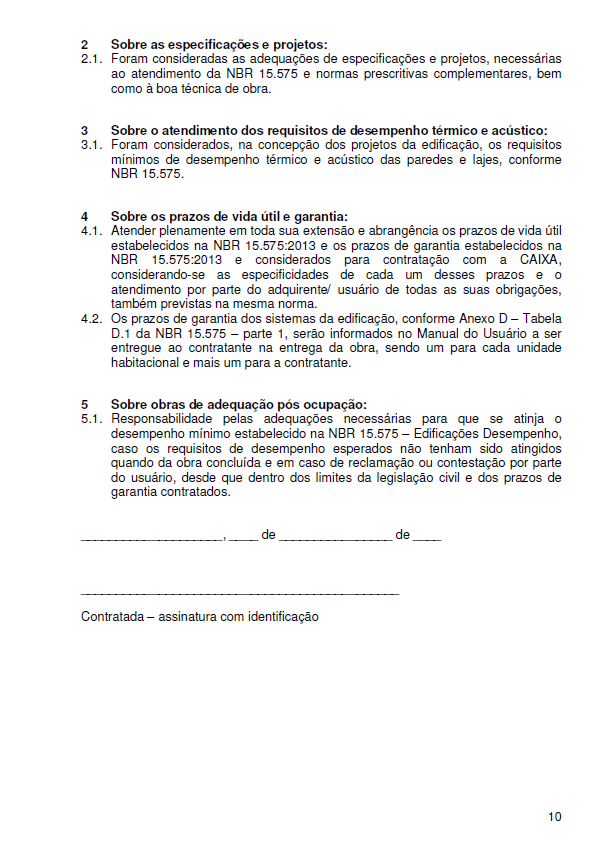 2 Sobre as especificações e projetos:
2.1. Foram consideradas as adequações de especificações e projetos, necessárias
ao atendimento da NBR 15.575 e normas prescritivas complementares, bem
como à boa técnica de obra.
3 Sobre o atendimento dos requisitos de desempenho térmico e acústico:
3.1. Foram considerados, na concepção dos projetos da edificação, os requisitos
mínimos de desempenho térmico e acústico das paredes e lajes, conforme
NBR 15.575.
4 Sobre os prazos de vida útil e garantia:
4.1. Atender plenamente em toda sua extensão e abrangência os prazos de vida útil
estabelecidos na NBR 15.575:2013 e os prazos de garantia estabelecidos na
NBR 15.575:2013 e considerados para contratação com a CAIXA,
considerando-se as especificidades de cada um desses prazos e o
atendimento por parte do adquirente/ usuário de todas as suas obrigações,
também previstas na mesma norma.
4.2. Os prazos de garantia dos sistemas da edificação, conforme Anexo D – Tabela
D.1 da NBR 15.575 – parte 1, serão informados no Manual do Usuário a ser
entregue ao contratante na entrega da obra, sendo um para cada unidade
habitacional e mais um para a contratante.
5 Sobre obras de adequação pós ocupação:
5.1. Responsabilidade pelas adequações necessárias para que se atinja o
desempenho mínimo estabelecido na NBR 15.575 – Edificações Desempenho,
caso os requisitos de desempenho esperados não tenham sido atingidos
quando da obra concluída e em caso de reclamação ou contestação por parte
do usuário, desde que dentro dos limites da legislação civil e dos prazos de
garantia contratados.
____________________, ____ de ________________ de ____
_____________________________________________
Contratada – assinatura com identificação
10